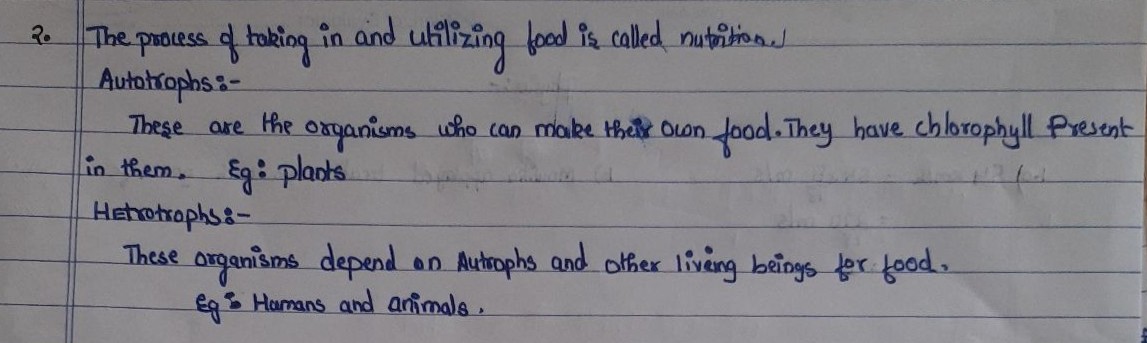 2. The process of taking in and utilizing food is called nutrition.
Autotrophs:-
These are the organisms who can make their own food. They have chlorophyll Present
in them. Eg: plants
Hetrotrophs:-
These organisms depend on Autrophs and other living beings for food.
Eg: Humans and animals.